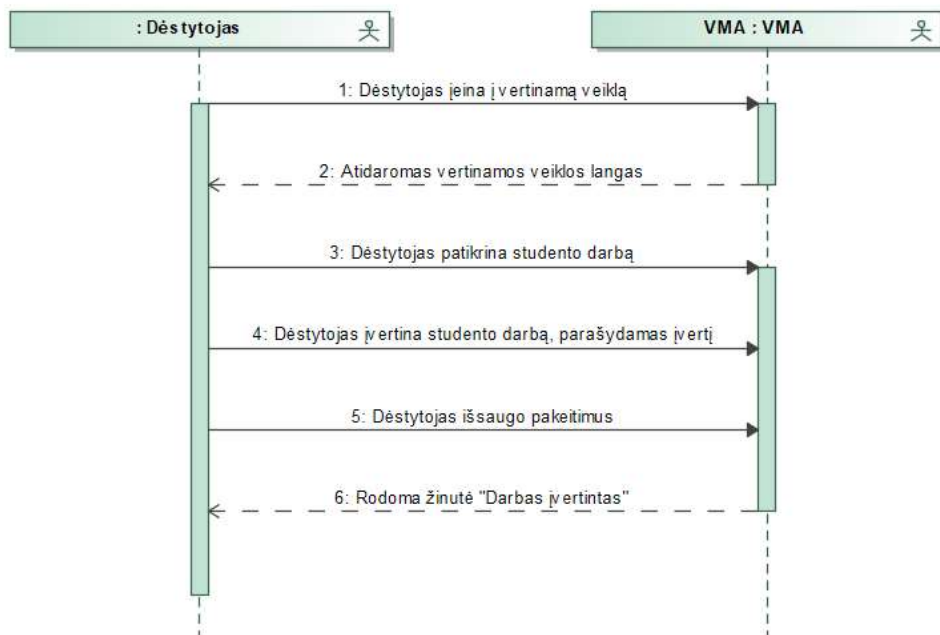 : Dėstytojas
VMA : VMA
1: Dėstytojas įeina į vertinamą veiklą
2: Atidaromas vertinamos veiklos langas
3: Dėstytojas patikrina studento darbą
4: Dėstytojas įvertina studento darbą, parašydamas įvertį
5: Dėstytojas išsaugo pakeitimus
6: Rodoma žinutė "Darbas įvertintas"